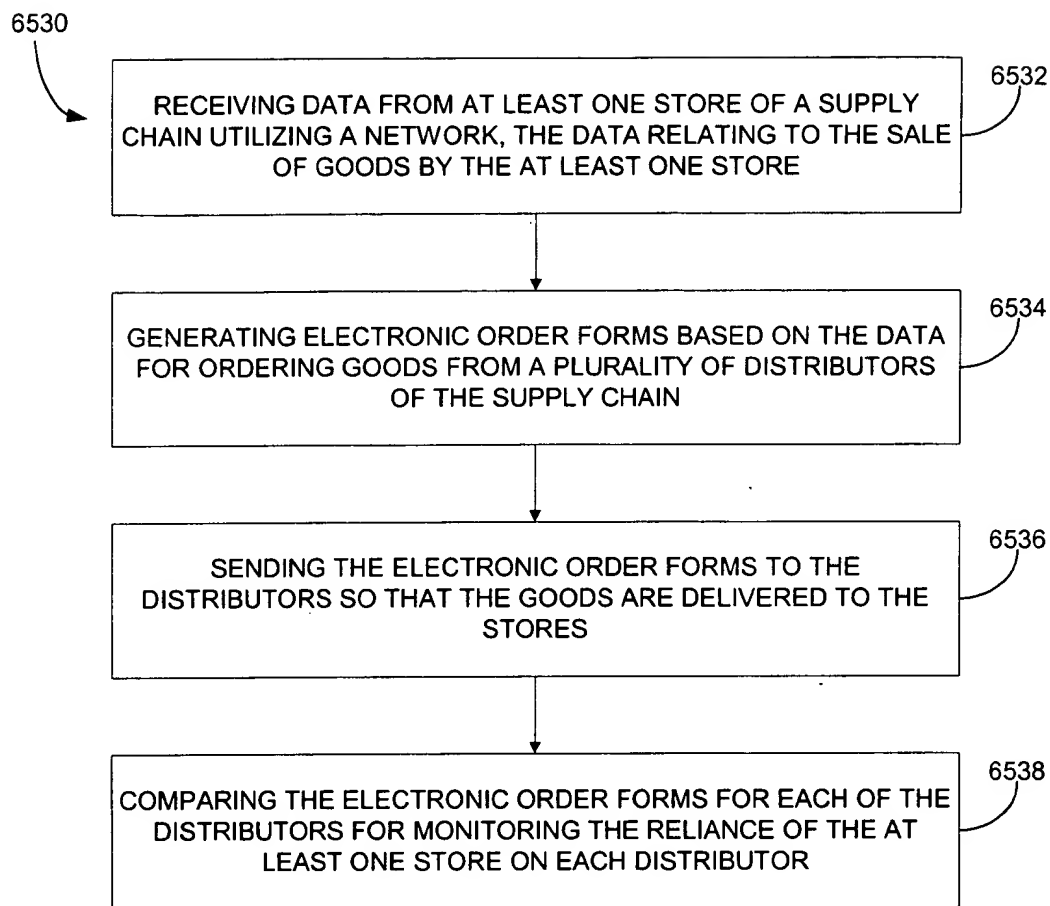 6530
6532
RECEIVING DATA FROM AT LEAST ONE STORE OF A SUPPLY
CHAIN UTILIZING A NETWORK, THE DATA RELATING TO THE SALE
OF GOODS BY THE AT LEAST ONE STORE
6534
GENERATING ELECTRONIC ORDER FORMS BASED ON THE DATA
FOR ORDERING GOODS FROM A PLURALITY OF DISTRIBUTORS
OF THE SUPPLY CHAIN
6536
SENDING THE ELECTRONIC ORDER FORMS TO THE
DISTRIBUTORS SO THAT THE GOODS ARE DELIVERED TO THE
STORES
6538
COMPARING THE ELECTRONIC ORDER FORMS FOR EACH OF THE
DISTRIBUTORS FOR MONITORING THE RELIANCE OF THE AT
LEAST ONE STORE ON EACH DISTRIBUTOR